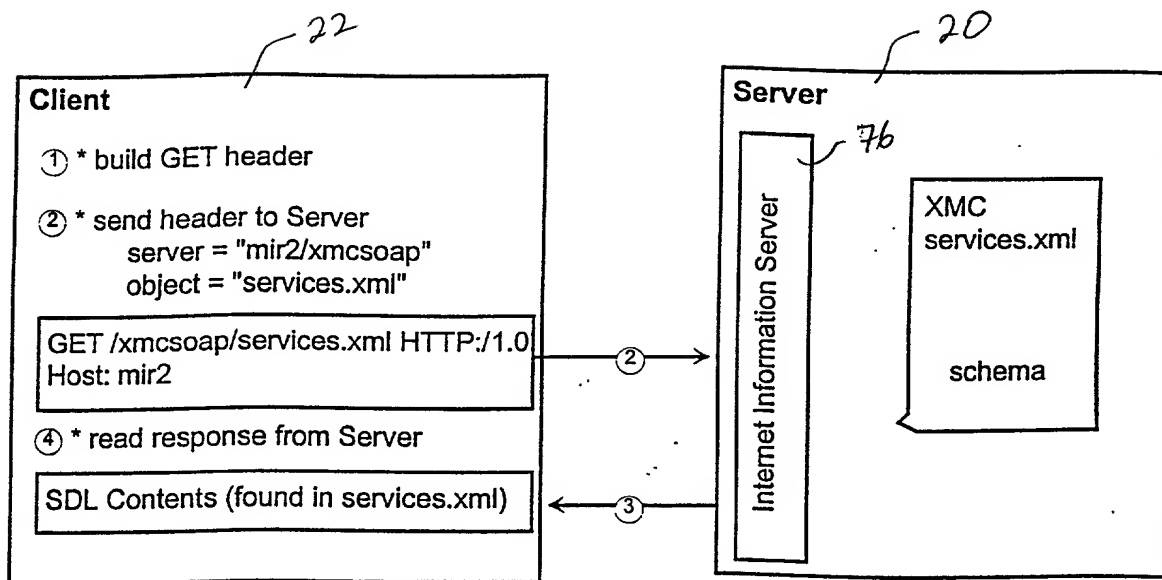 22
20
Client
① * build GET header
② * send header to Server
server = "mir2/xmcsoap"
object = "services.xml"
GET /xmcsoap/services.xml HTTP:/1.0
Host: mir2
②
④ * read response from Server
SDL Contents (found in services.xml)
③
Server
76
Internet Information Server
XMC
services.xml
schema